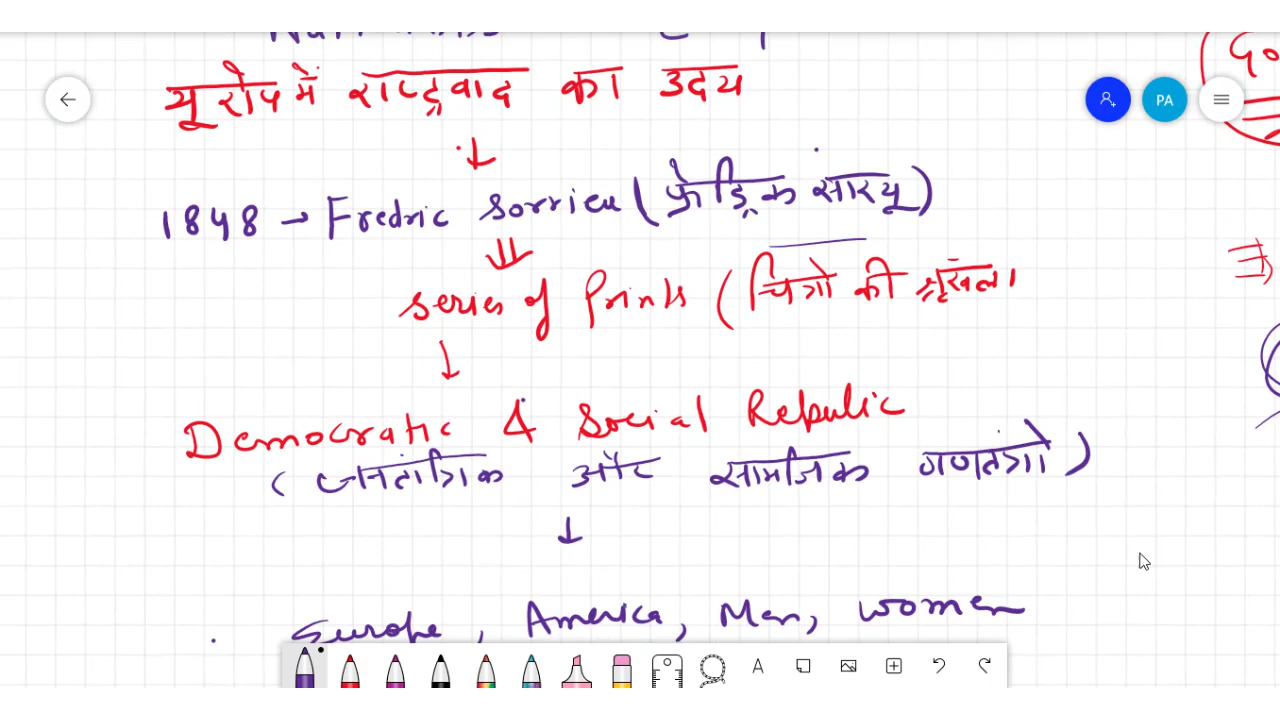 यूरोप में राष्ट्रवाद का उदय
PA
1848 → Fredric Sorrieu (फ्रेड्रिक सारयू)
series of Prints (चित्रो की श्रृंखला
Democratic & Social Republic
(जनतांत्रिक और सामाजिक गणतंत्रो)
Europe, America, Men, women
A